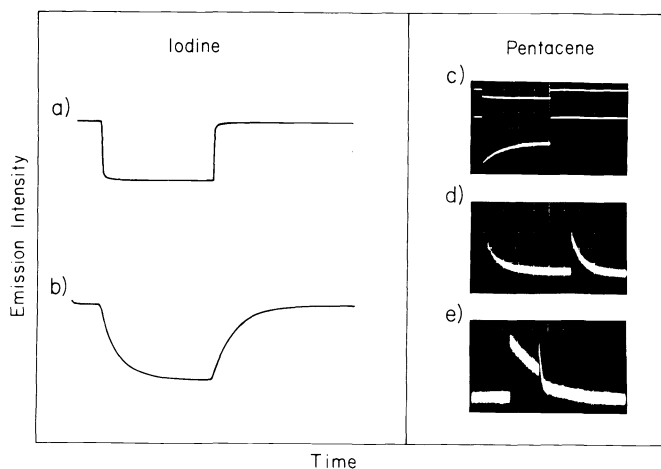 Iodine
a)
b)
Pentacene
c)
d)
e)
Emission Intensity
Time